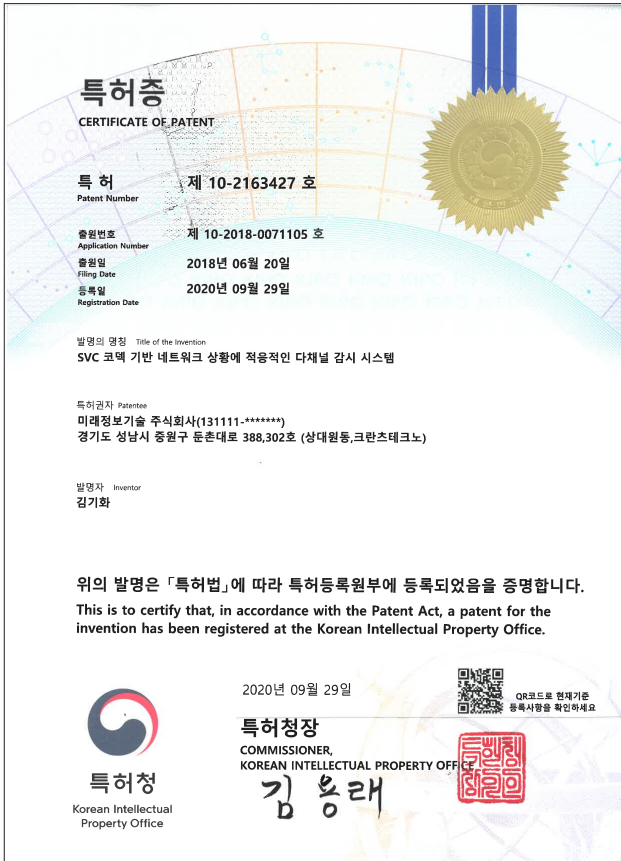 특허증
CERTIFICATE OF PATENT
특 허 제 10-2163427 호
Patent Number
출원번호 제 10-2018-0071105 호
Application Number
출원일 2018년 06월 20일
Filing Date
등록일 2020년 09월 29일
Registration Date
발명의 명칭 Title of the Invention
SVC 코덱 기반 네트워크 상황에 적응적인 다채널 감시 시스템
특허권자 Patentee
미래정보기술 주식회사(131111-*******)
경기도 성남시 중원구 둔촌대로 388,302호 (상대원동,크란츠테크노)
발명자 Inventor
김기화
위의 발명은 「특허법」에 따라 특허등록원부에 등록되었음을 증명합니다.
This is to certify that, in accordance with the Patent Act, a patent for the
invention has been registered at the Korean Intellectual Property Office.
2020년 09월 29일
QR코드로 현재기준
등록사항을 확인하세요
특허청장
COMMISSIONER,
KOREAN INTELLECTUAL PROPERTY OFFICE
김용래
특허청
Korean Intellectual
Property Office